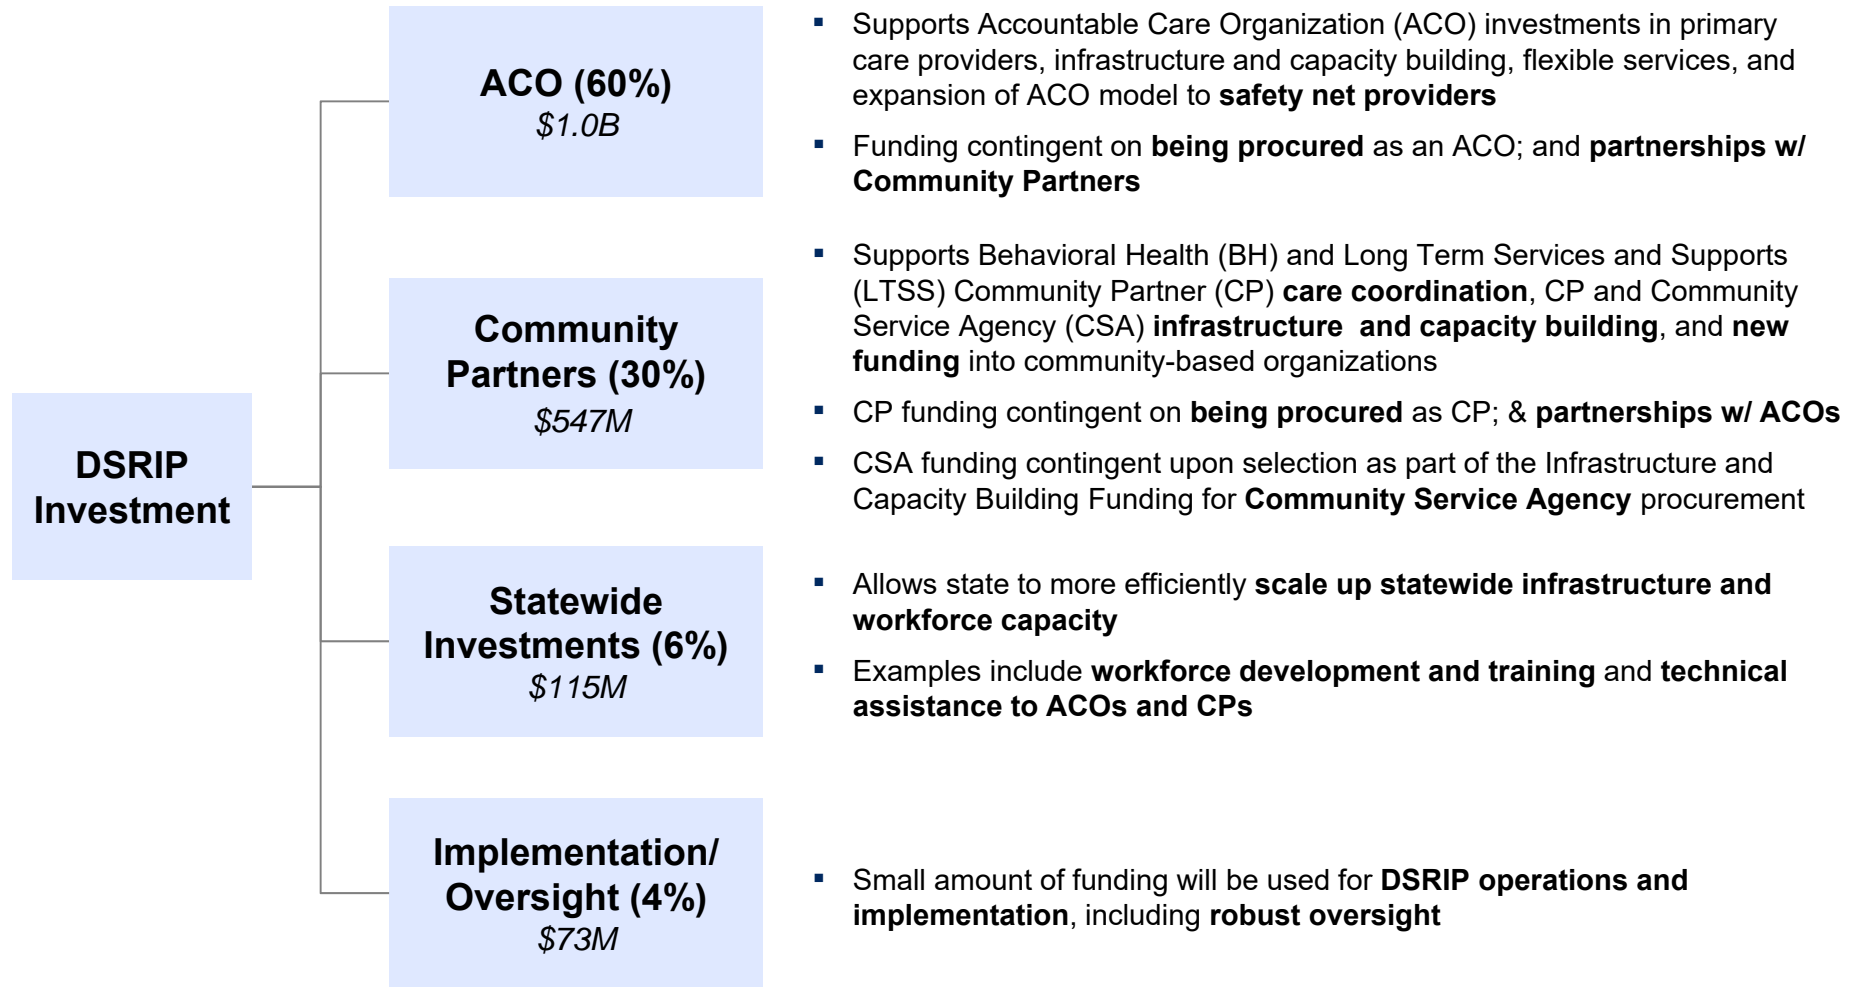 ACO (60%)
$1.0B
▪ Supports Accountable Care Organization (ACO) investments in primary
care providers, infrastructure and capacity building, flexible services, and
expansion of ACO model to safety net providers
▪ Funding contingent on being procured as an ACO; and partnerships w/
Community Partners
DSRIP
Investment
Community
Partners (30%)
$547M
▪ Supports Behavioral Health (BH) and Long Term Services and Supports
(LTSS) Community Partner (CP) care coordination, CP and Community
Service Agency (CSA) infrastructure  and capacity building, and new
funding into community-based organizations
▪ CP funding contingent on being procured as CP; & partnerships w/ ACOs
▪ CSA funding contingent upon selection as part of the Infrastructure and
Capacity Building Funding for Community Service Agency procurement
Statewide
Investments (6%)
$115M
▪ Allows state to more efficiently scale up statewide infrastructure and
workforce capacity
▪ Examples include workforce development and training and technical
assistance to ACOs and CPs
Implementation/
Oversight (4%)
$73M
▪ Small amount of funding will be used for DSRIP operations and
implementation, including robust oversight